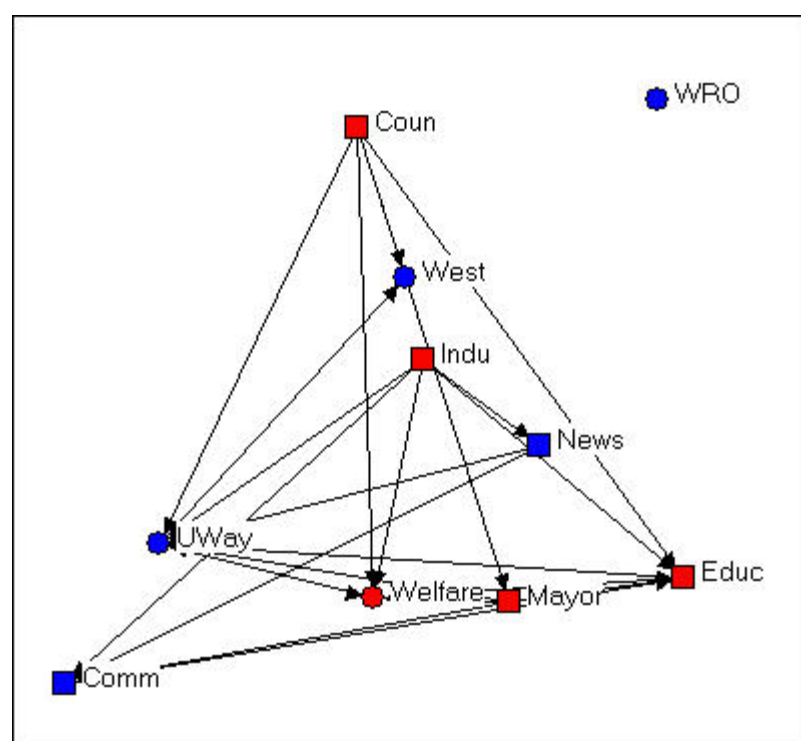 WRO
Coun
West
Indu
News
UWay
Educ
Welfare
Mayor
Comm